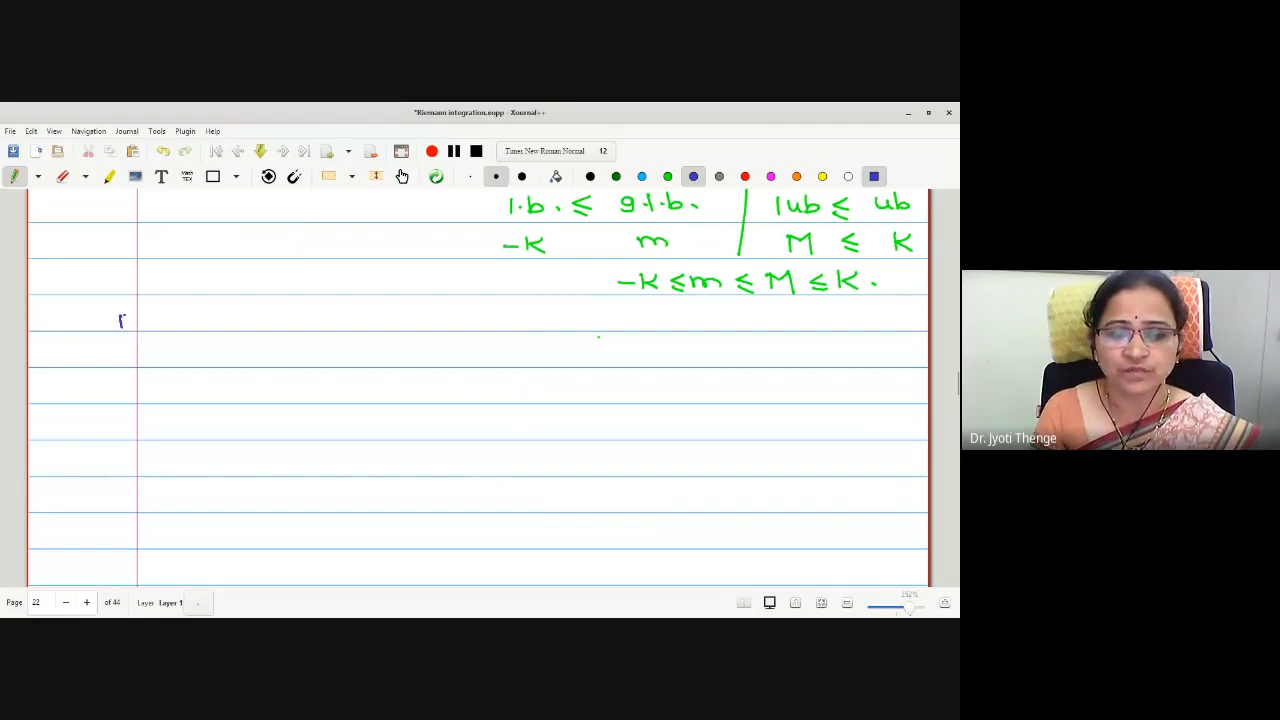 *Riemann integration.xopp - Xournal++
File Edit View Navigation Journal Tools Plugin Help
Times New Roman Normal 12
l.b. ≤ g.l.b. | lub ≤ ub
-K m | M ≤ K
-K ≤ m ≤ M ≤ K.
Dr. Jyoti Thenge
Page 22 of 44 Layer Layer 1
252%